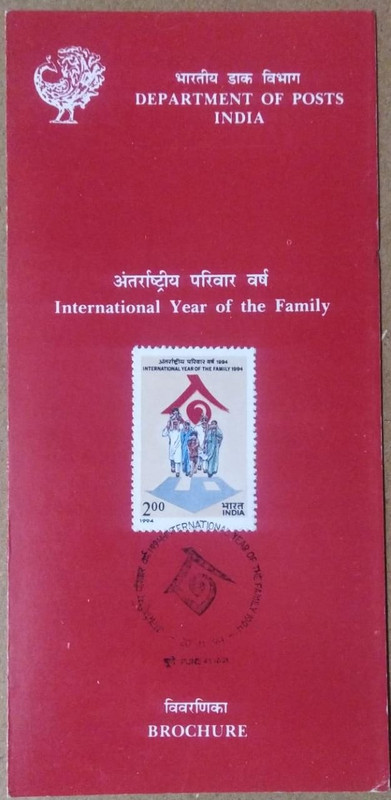 भारतीय डाक विभाग
DEPARTMENT OF POSTS
INDIA
अंतर्राष्ट्रीय परिवार वर्ष
International Year of the Family
अंतर्राष्ट्रीय परिवार वर्ष 1994
INTERNATIONAL YEAR OF THE FAMILY 1994
2.00
भारत
INDIA
1994
INTERNATIONAL YEAR OF THE FAMILY 1994
पुणे
विवरणिका
BROCHURE